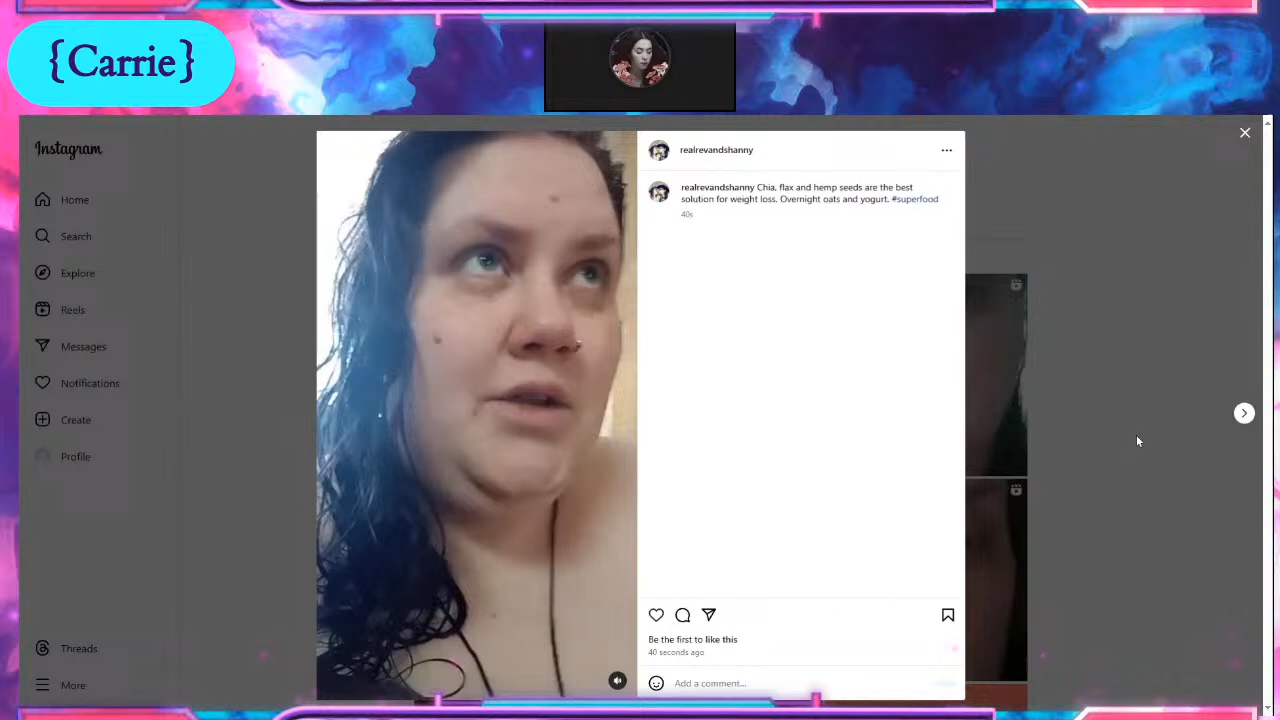 {Carrie}
Instagram
Home
Search
Explore
Reels
Messages
Notifications
Create
Profile
Threads
More
realrevandshanny
realrevandshanny Chia, flax and hemp seeds are the best
solution for weight loss. Overnight oats and yogurt. #superfood
40s
Be the first to like this
40 seconds ago
Add a comment...